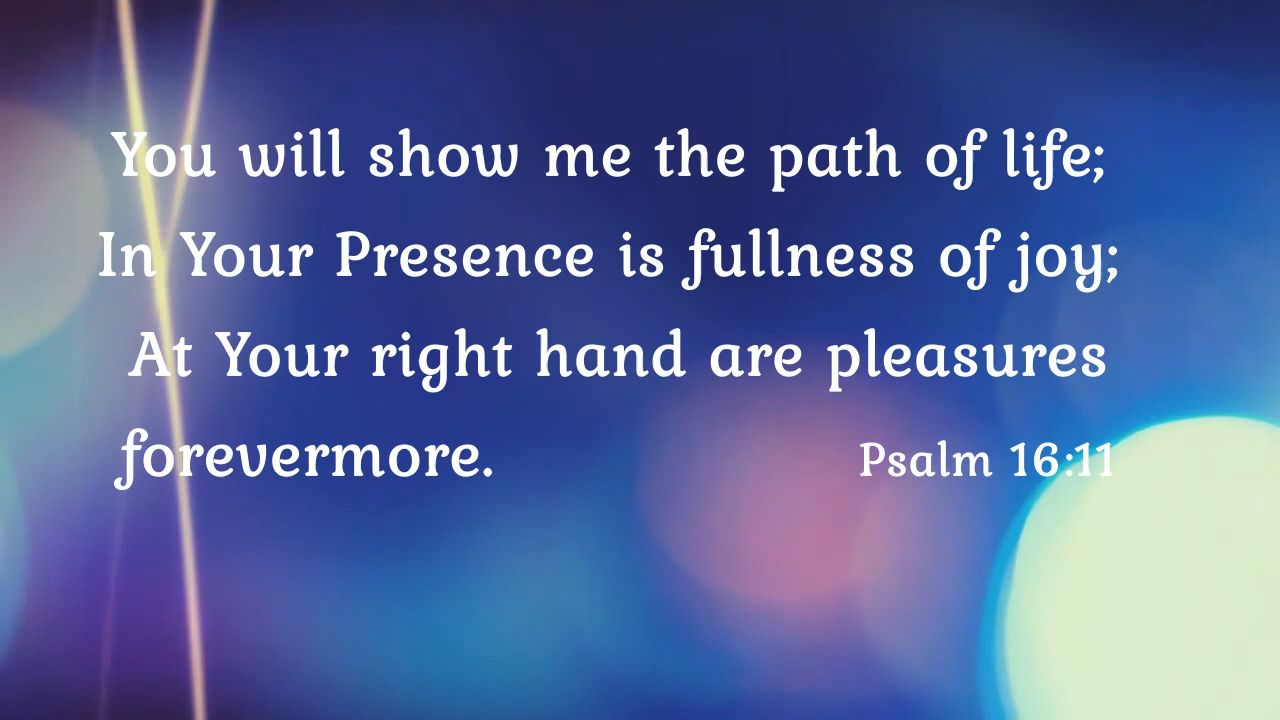 You will show me the path of life;
In Your Presence is fullness of joy;
At Your right hand are pleasures
forevermore. Psalm 16:11